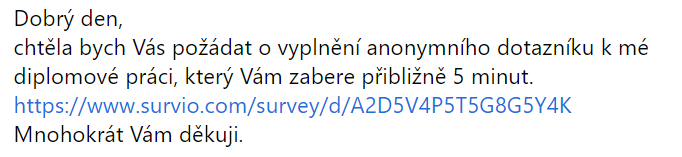 Dobrý den,
chtěla bych Vás požádat o vyplnění anonymního dotazníku k mé
diplomové práci, který Vám zabere přibližně 5 minut.
https://www.survio.com/survey/d/A2D5V4P5T5G8G5Y4K
Mnohokrát Vám děkuji.